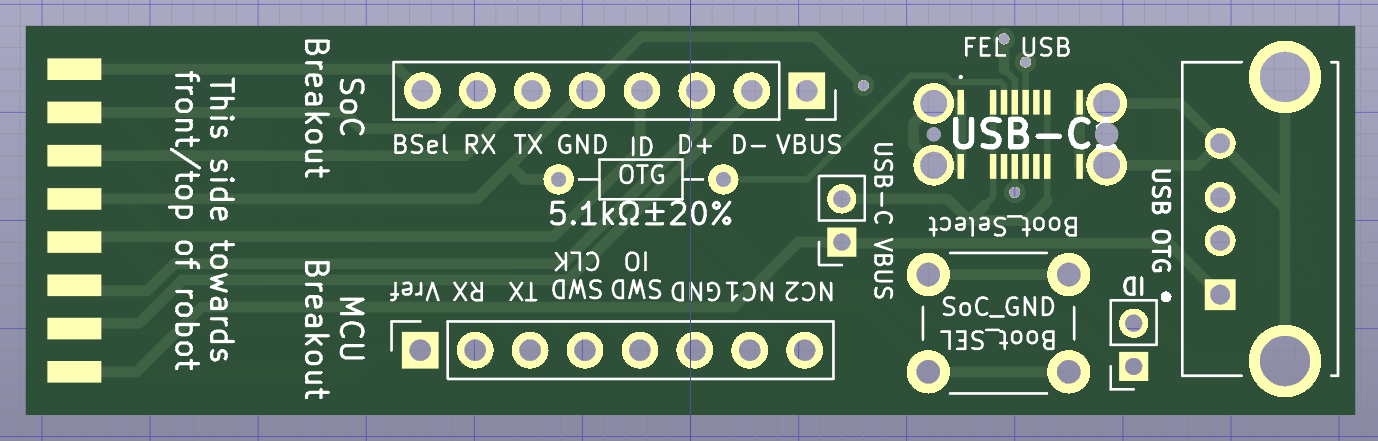 This side towards
front/top of robot
SoC
Breakout
MCU
Breakout
BSel RX TX GND ID D+ D- VBUS
OTG
5.1kΩ±20%
Vref RX TX SWD CLK SWD IO GND NC1 NC2
USB-C VBUS
FEL USB
USB-C
Boot_Select
SoC_GND
Boot_SEL
ID
USB OTG